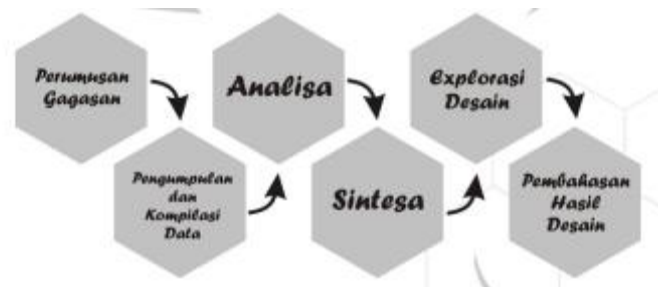 Perumusan
Gagasan
Pengumpulan
dan
Kompilasi
Data
Analisa
Sintesa
Explorasi
Desain
Pembahasan
Hasil
Desain